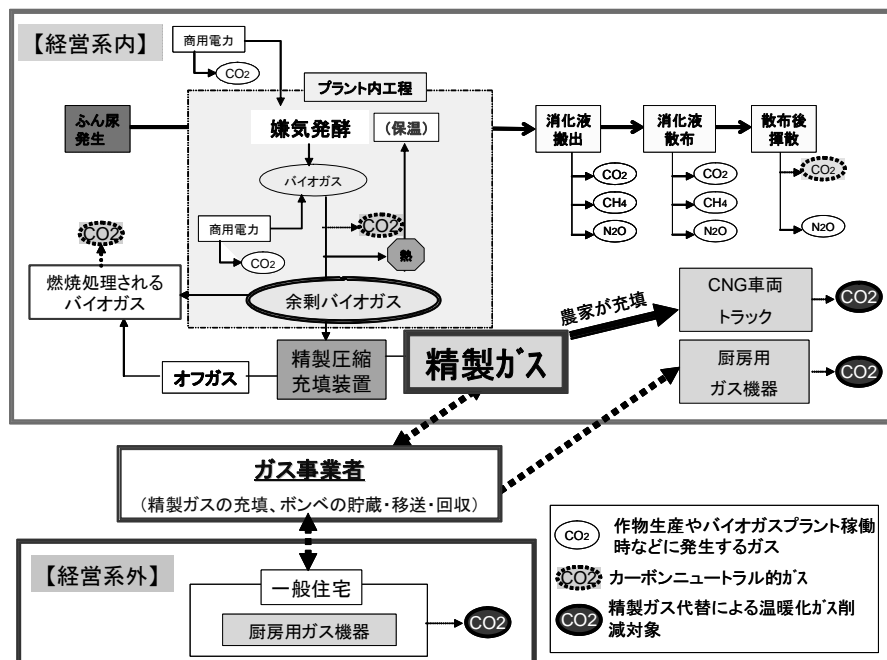 【経営系内】
商用電力
CO2
プラント内工程
ふん尿
発生
嫌気発酵
（保温）
消化液
搬出
消化液
散布
散布後
揮散
バイオガス
CO2
CH4
N2O
CO2
CH4
N2O
CO2
N2O
商用電力
CO2
CO2
熱
CO2
燃焼処理される
バイオガス
余剰バイオガス
農家が充填
CNG車両
トラック
CO2
オフガス
精製圧縮
充填装置
精製ガス
厨房用
ガス機器
CO2
ガス事業者
（精製ガスの充填、ボンベの貯蔵・移送・回収）
【経営系外】
一般住宅
厨房用ガス機器
CO2
CO2 作物生産やバイオガスプラント稼働
時などに発生するガス
CO2 カーボンニュートラル的ガス
CO2 精製ガス代替による温暖化ガス削
減対象